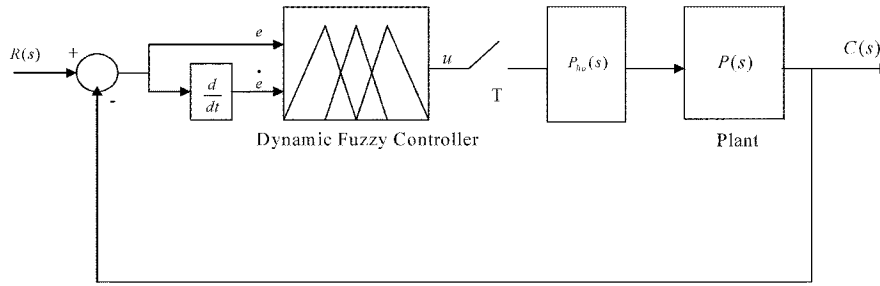 R(s)
+
-
e
d
dt
ė
Dynamic Fuzzy Controller
u
T
P_ho(s)
P(s)
Plant
C(s)